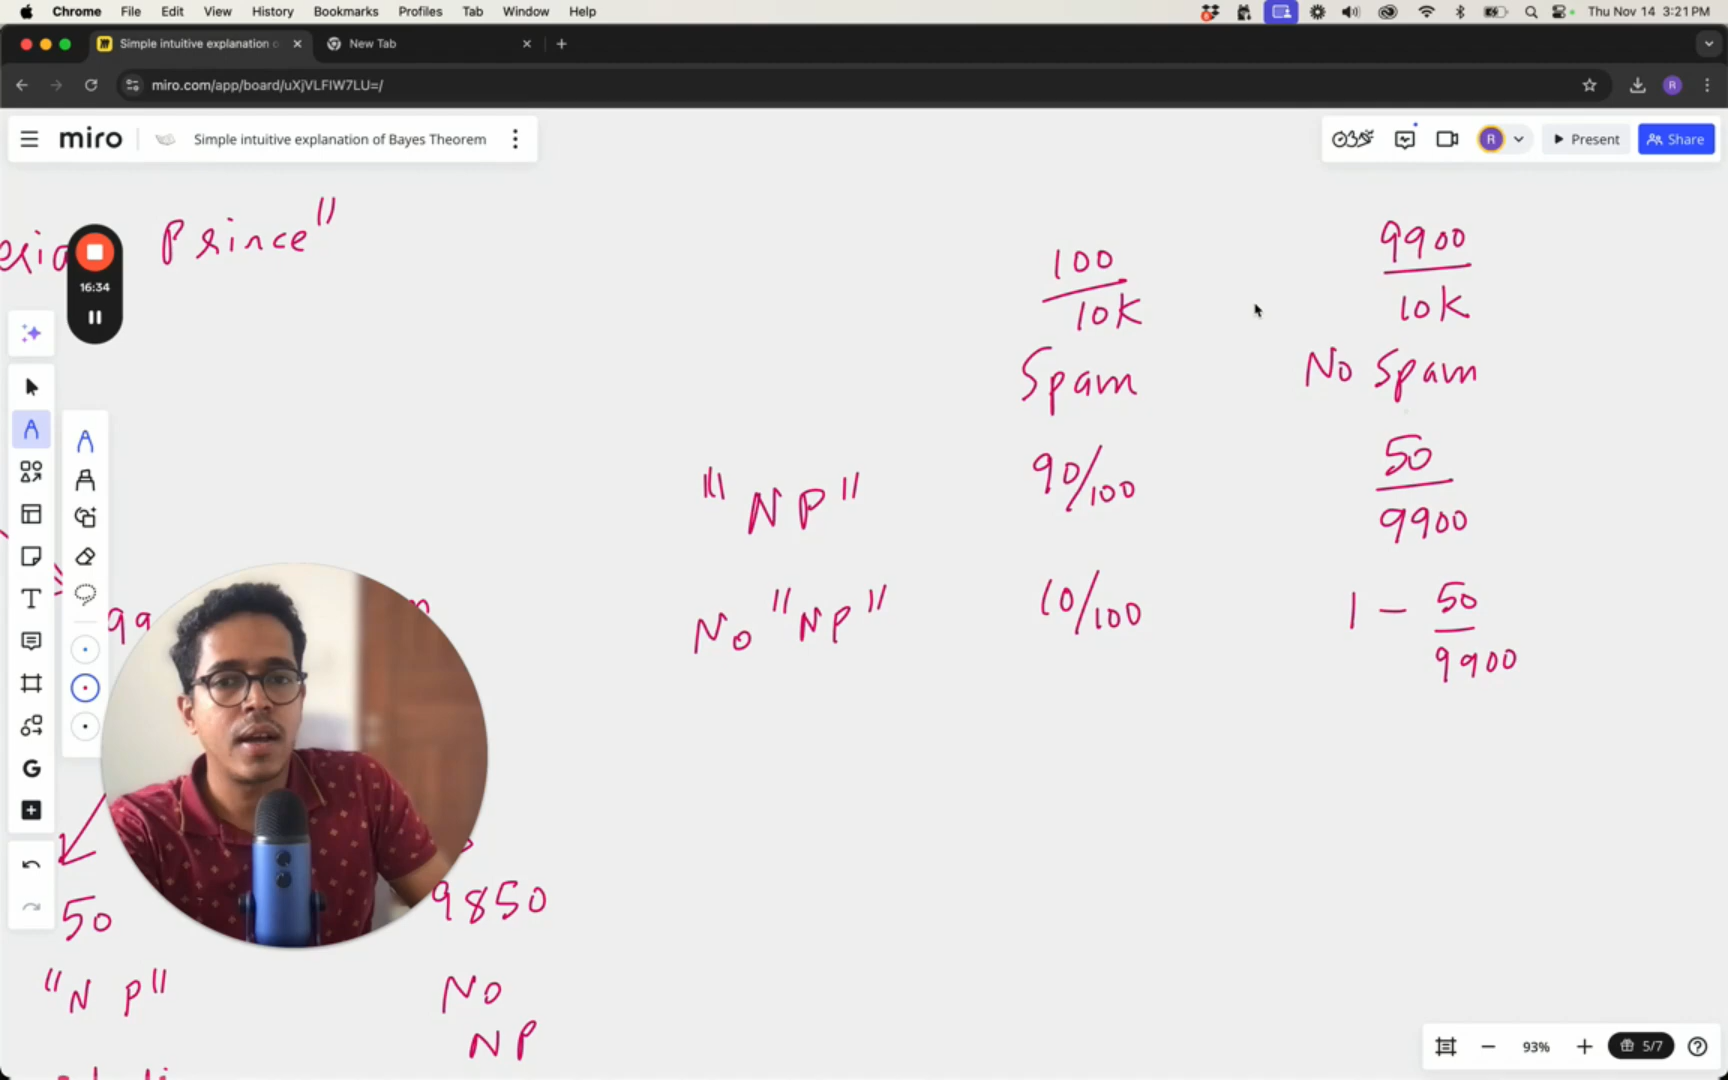 Chrome File Edit View History Bookmarks Profiles Tab Window Help Thu Nov 14 3:21 PM
Simple intuitive explanation o New Tab
miro.com/app/board/uXjVLFIW7LU=/ R
miro Simple intuitive explanation of Bayes Theorem R Present Share
Prince"
16:34
100
10K
9900
10K
Spam No Spam
"NP" 90/100 50
9900
No "NP" 10/100 1 - 50
9900
99
T
G
50 9850
"NP" No
NP
93% 5/7